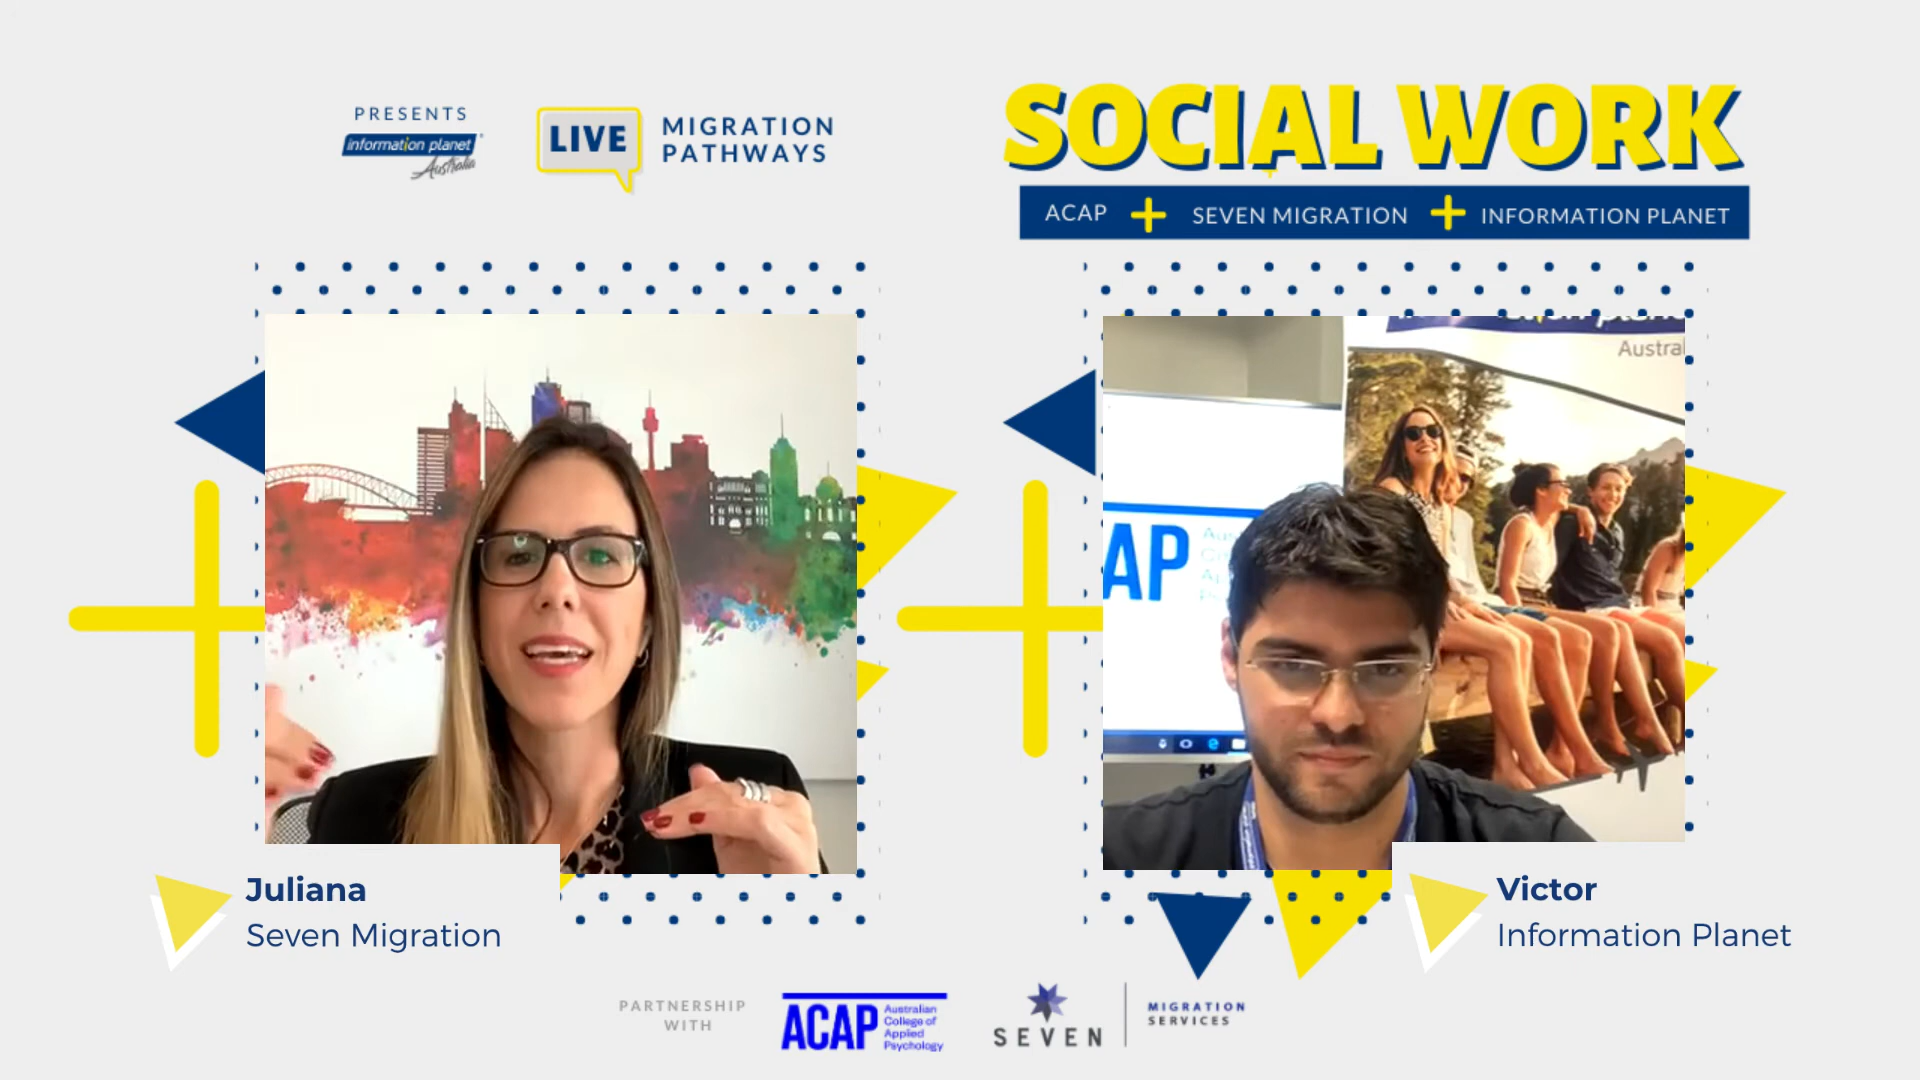 PRESENTS
information planet
Australia
LIVE
MIGRATION
PATHWAYS
SOCIAL WORK
ACAP + SEVEN MIGRATION + INFORMATION PLANET
Austra
AP
Juliana
Seven Migration
Victor
Information Planet
PARTNERSHIP
WITH
ACAP
Australian
College of
Applied
Psychology
SEVEN
MIGRATION
SERVICES